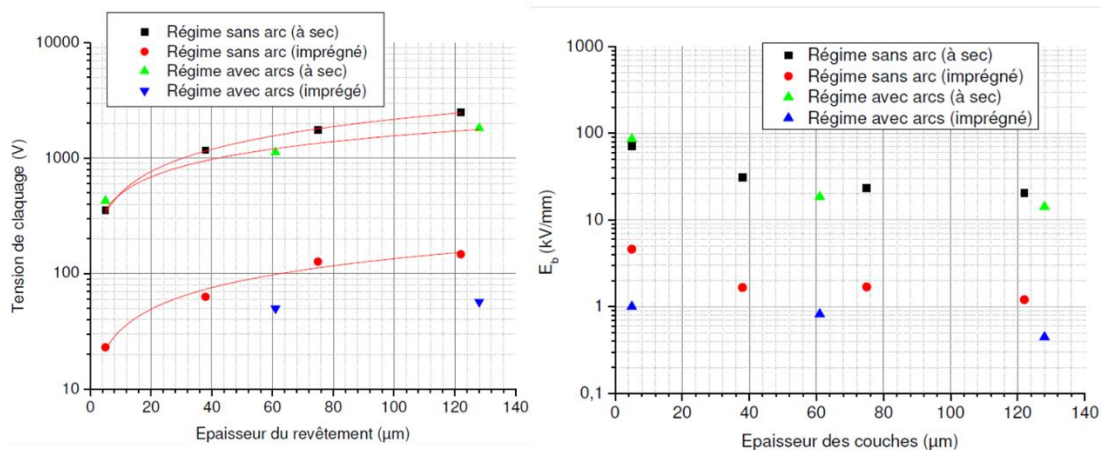 Régime sans arc (à sec)
Régime sans arc (imprégné)
Régime avec arcs (à sec)
Régime avec arcs (imprégé)
10000
1000
100
10
Tension de claquage (V)
0 20 40 60 80 100 120 140
Epaisseur du revêtement (µm)
Régime sans arc (à sec)
Régime sans arc (imprégné)
Régime avec arcs (à sec)
Régime avec arcs (imprégné)
1000
100
10
1
0,1
E_b (kV/mm)
0 20 40 60 80 100 120 140
Epaisseur des couches (µm)